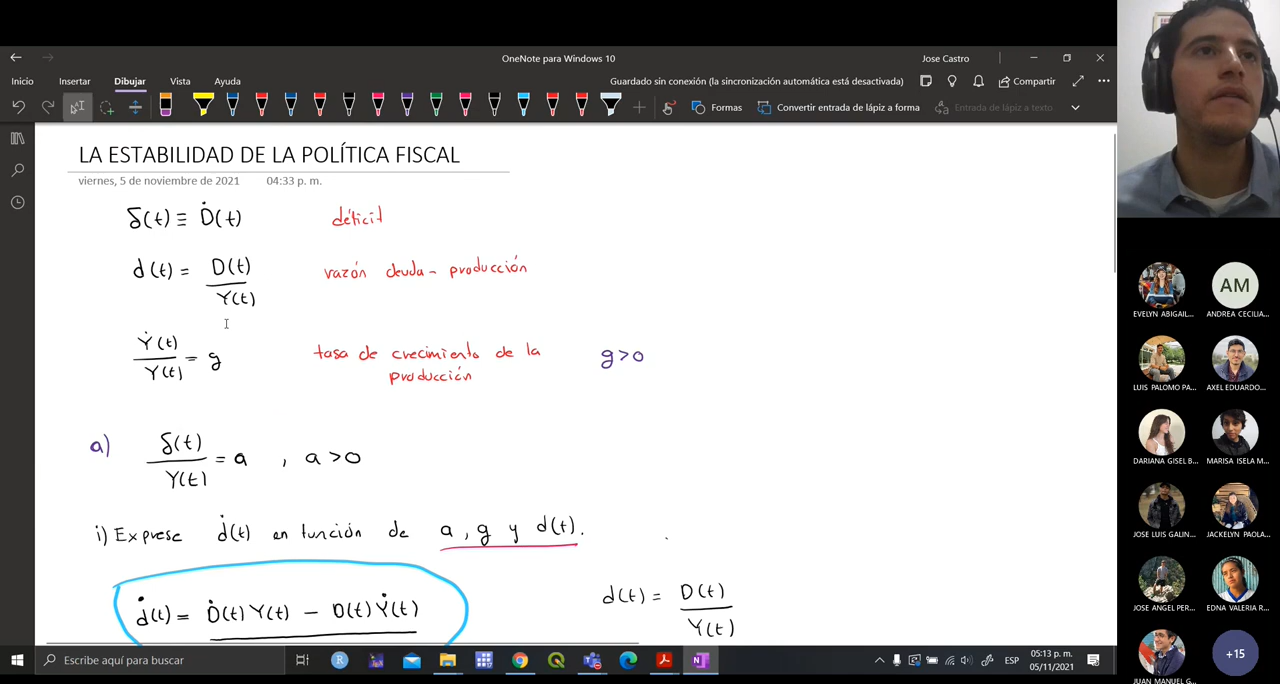 OneNote para Windows 10
Jose Castro
Inicio
Insertar
Dibujar
Vista
Ayuda
Guardado sin conexión (la sincronización automática está desactivada)
Compartir
Formas
Convertir entrada de lápiz a forma
Entrada de lápiz a texto
LA ESTABILIDAD DE LA POLÍTICA FISCAL
viernes, 5 de noviembre de 2021 04:33 p. m.
δ(t) ≡ Ḋ(t) déficit
d(t) = D(t)/Y(t) razón deuda - producción
Ẏ(t)/Y(t) = g tasa de crecimiento de la producción g>0
a) δ(t)/Y(t) = a , a > 0
i) Exprese ḋ(t) en función de a, g y d(t).
ḋ(t) = Ḋ(t) Y(t) − D(t) Ẏ(t)
d(t) = D(t)/Y(t)
EVELYN ABIGAIL...
AM
ANDREA CECILIA...
LUIS PALOMO PA...
AXEL EDUARDO...
DARIANA GISEL B...
MARISA ISELA M...
JOSE LUIS GALIN...
JACKELYN PAOLA...
JOSE ANGEL PER...
EDNA VALERIA R...
JUAN MANUEL G...
+15
Escribe aquí para buscar
ESP
05:13 p. m.
05/11/2021